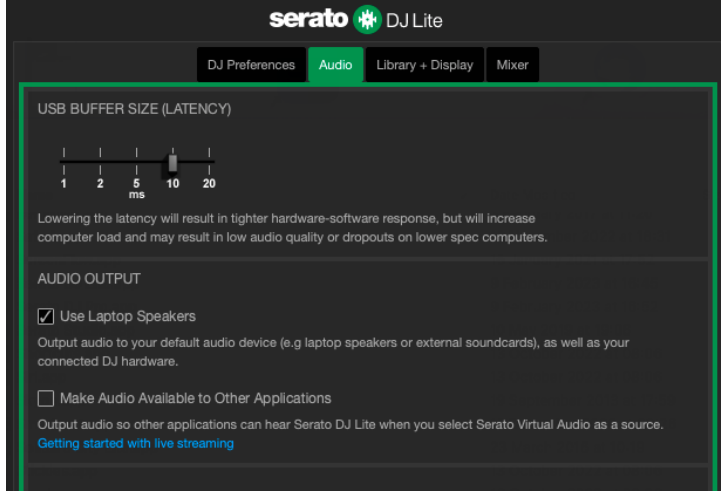 serato DJ Lite
DJ Preferences Audio Library + Display Mixer
USB BUFFER SIZE (LATENCY)
1 2 5 10 20
ms
Lowering the latency will result in tighter hardware-software response, but will increase
computer load and may result in low audio quality or dropouts on lower spec computers.
AUDIO OUTPUT
Use Laptop Speakers
Output audio to your default audio device (e.g laptop speakers or external soundcards), as well as your
connected DJ hardware.
Make Audio Available to Other Applications
Output audio so other applications can hear Serato DJ Lite when you select Serato Virtual Audio as a source.
Getting started with live streaming